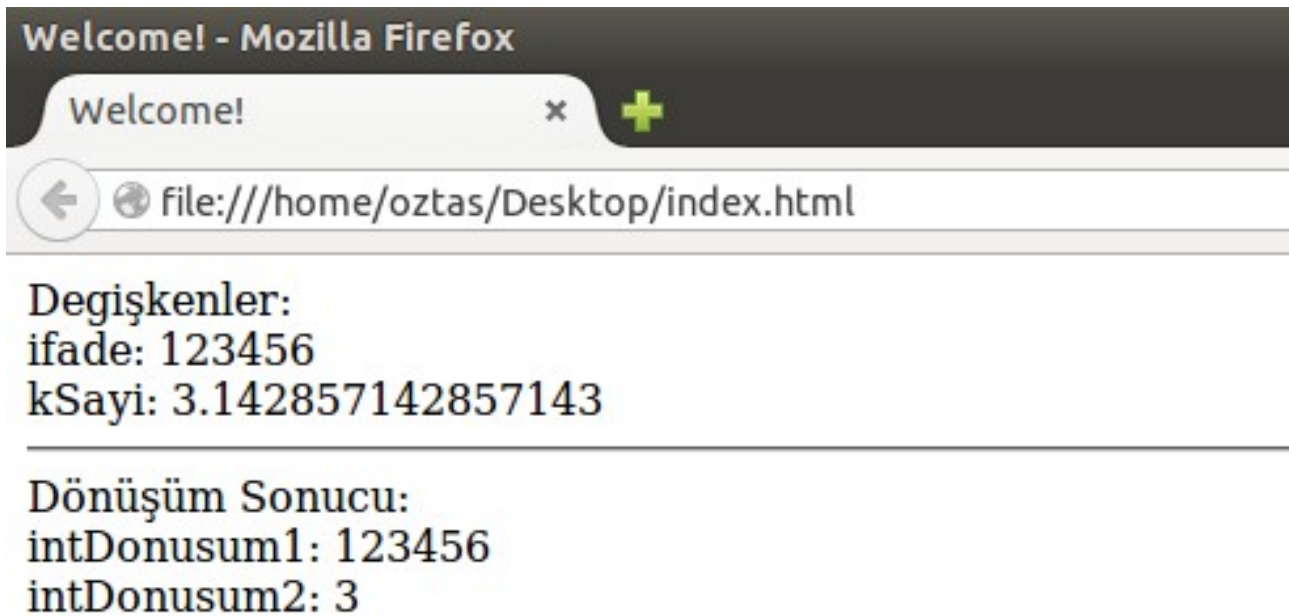 Welcome! - Mozilla Firefox
Welcome!
file:///home/oztas/Desktop/index.html
Degişkenler:
ifade: 123456
kSayi: 3.142857142857143
Dönüşüm Sonucu:
intDonusum1: 123456
intDonusum2: 3